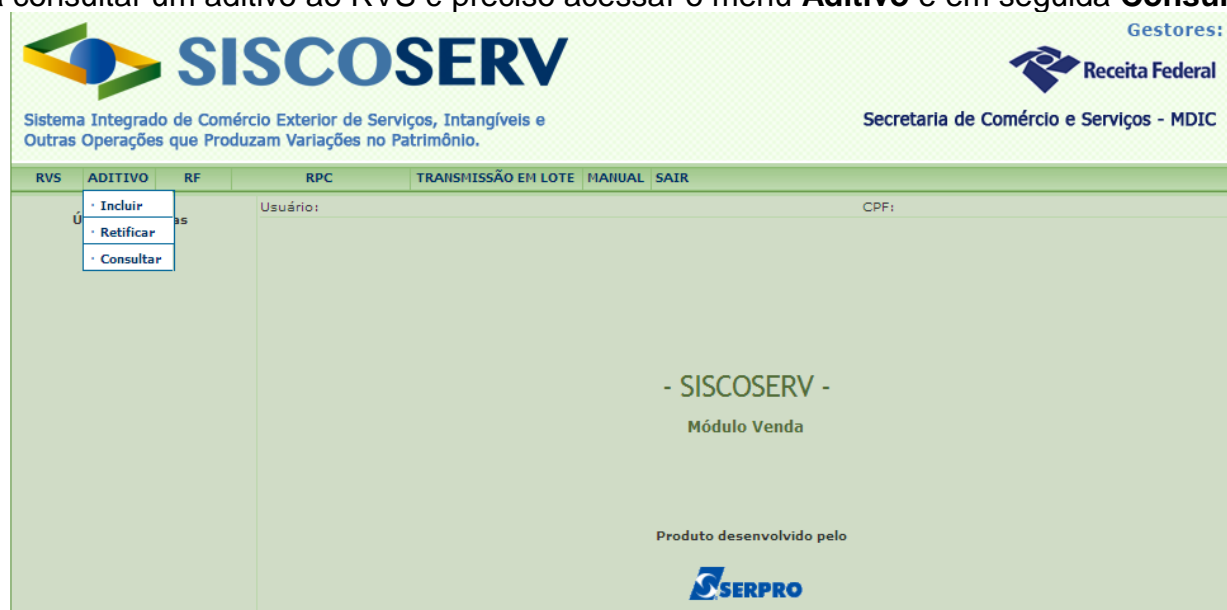 consultar um aditivo ao RVS é preciso acessar o menu Aditivo e em seguida
Gestores:
SISCOSERV
Receita Federal
Sistema Integrado de Comércio Exterior de Serviços, Intangíveis e
Outras Operações que Produzam Variações no Patrimônio.
Secretaria de Comércio e Serviços - MDIC
RVS ADITIVO RF RPC TRANSMISSÃO EM LOTE MANUAL SAIR
· Incluir
· Retificar
· Consultar
Usuário: CPF:
- SISCOSERV -
Módulo Venda
Produto desenvolvido pelo
SERPRO